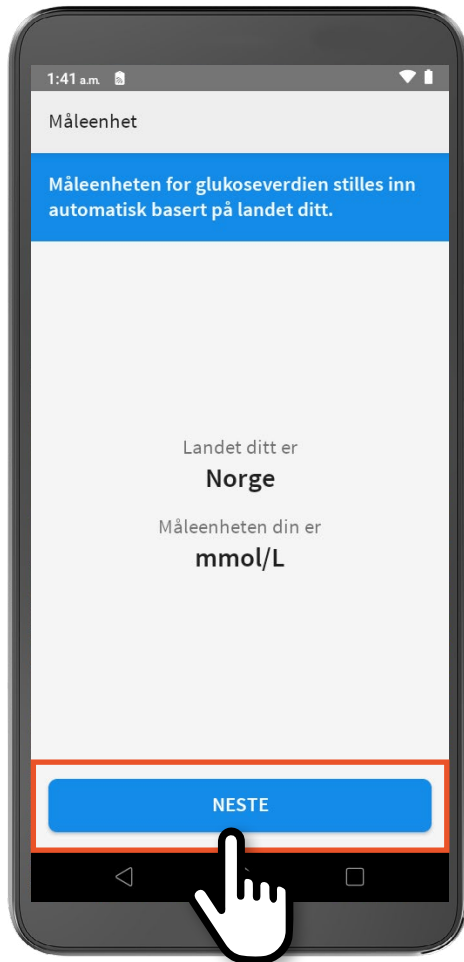 1:41 a.m.
Måleenhet
Måleenheten for glukoseverdien stilles inn
automatisk basert på landet ditt.
Landet ditt er
Norge
Måleenheten din er
mmol/L
NESTE